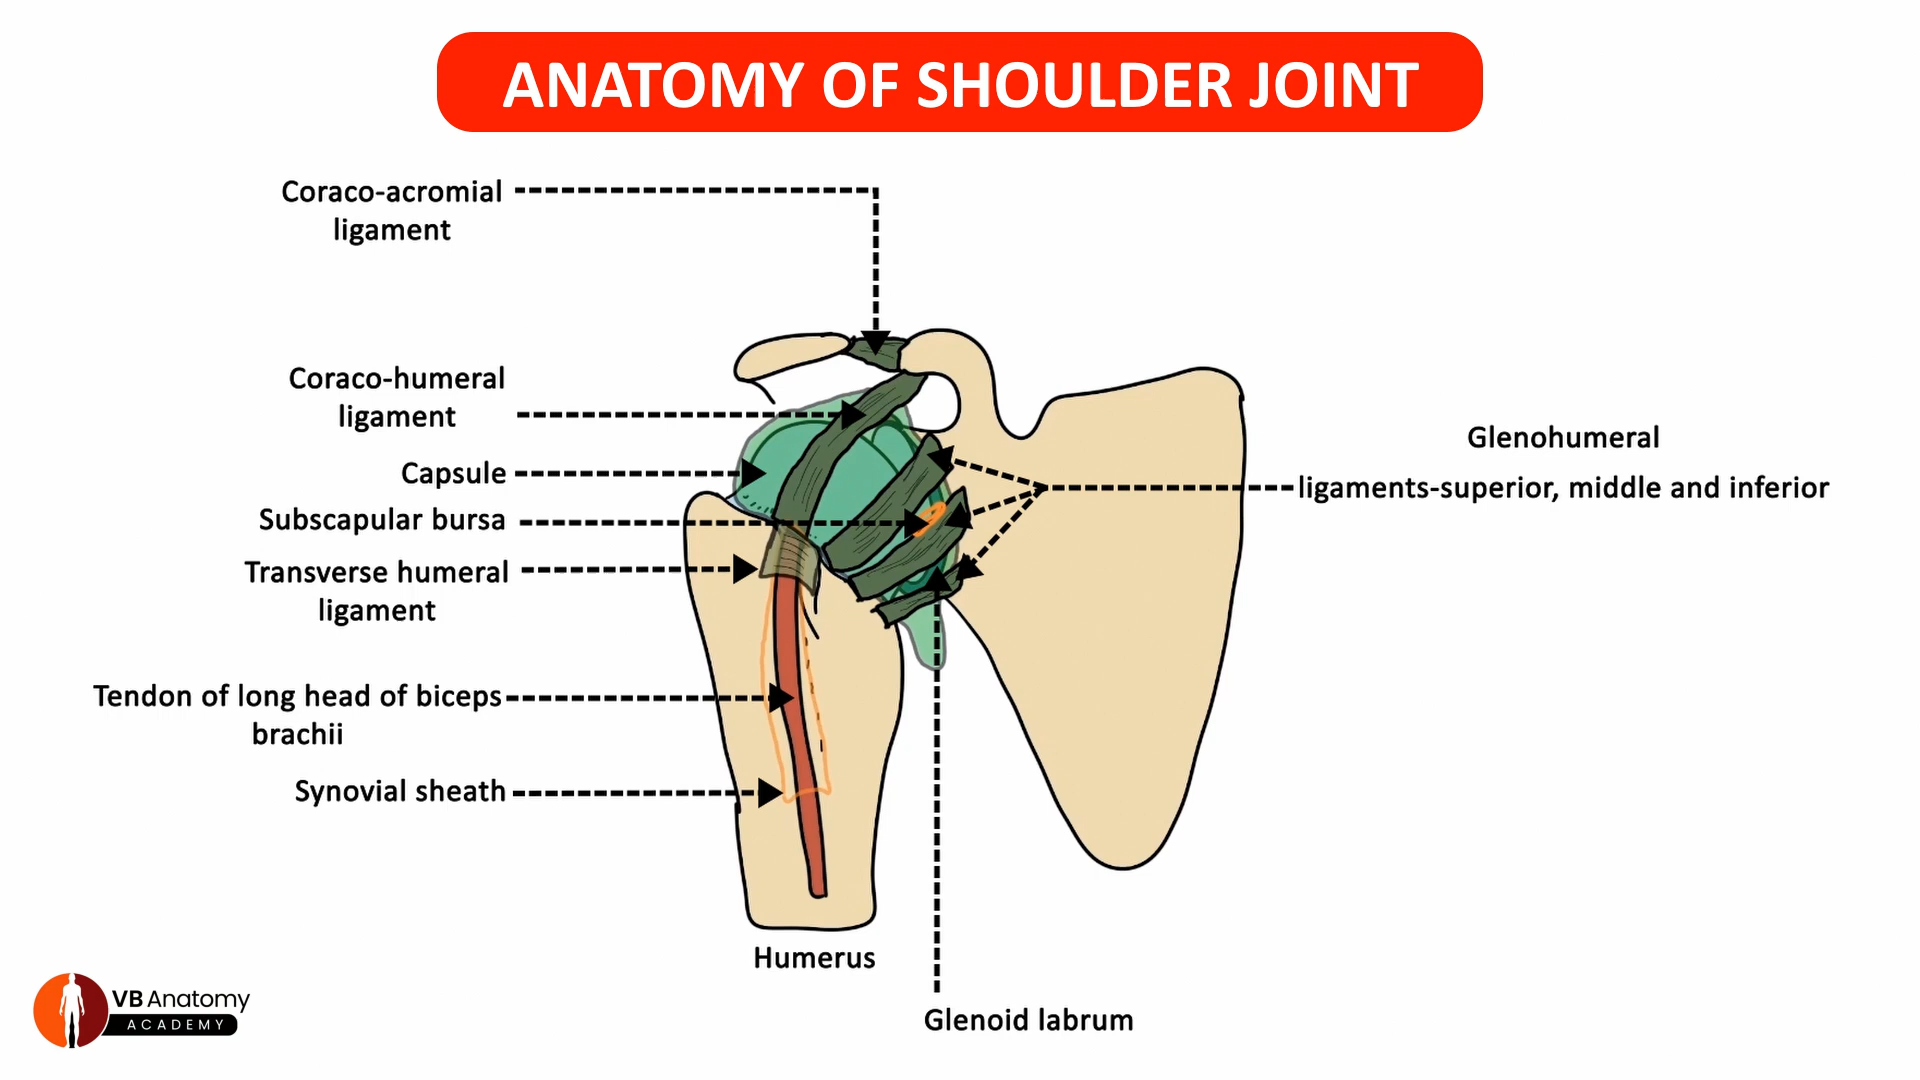 ANATOMY OF SHOULDER JOINT
Coraco-acromial
ligament
Coraco-humeral
ligament
Capsule
Subscapular bursa
Transverse humeral
ligament
Tendon of long head of biceps
brachii
Synovial sheath
Glenohumeral
ligaments-superior, middle and inferior
Humerus
Glenoid labrum
VB Anatomy
ACADEMY